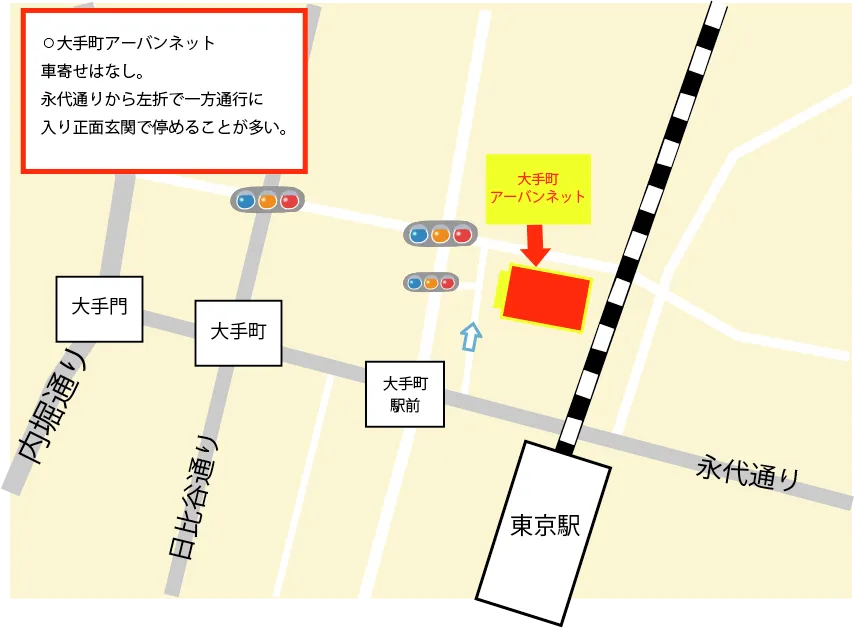 ○大手町アーバンネット
車寄せはなし。
永代通りから左折で一方通行に
入り正面玄関で停めることが多い。
大手町
アーバンネット
大手門
大手町
大手町
駅前
内堀通り
日比谷通り
永代通り
東京駅